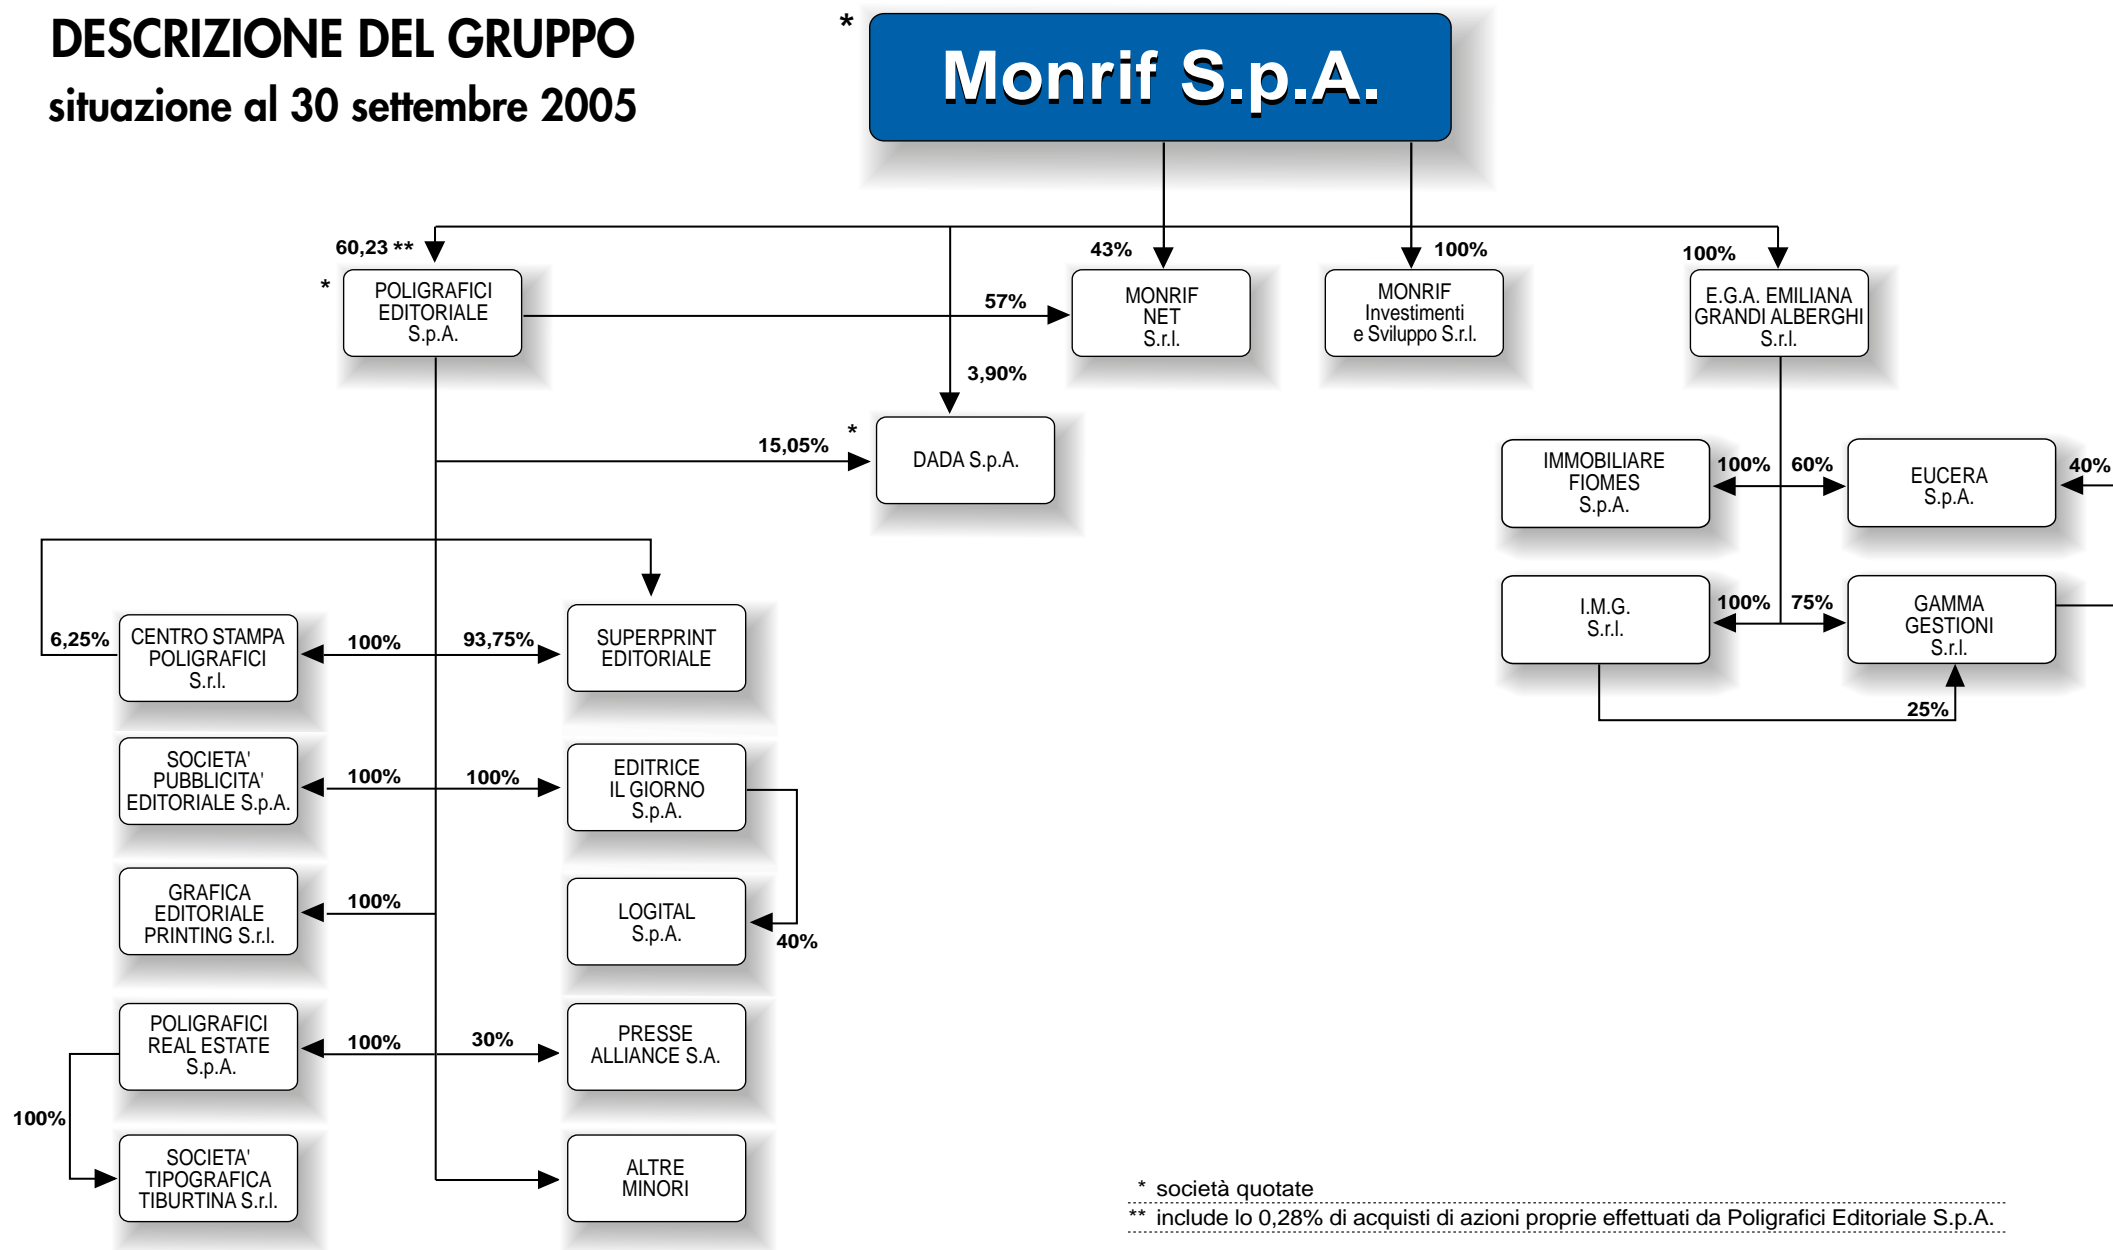 DESCRIZIONE DEL GRUPPO
situazione al 30 settembre 2005
*
Monrif S.p.A.
60,23 **
43%
100%
100%
*
POLIGRAFICI
EDITORIALE
S.p.A.
57%
MONRIF
NET
S.r.l.
MONRIF
Investimenti
e Sviluppo S.r.l.
E.G.A. EMILIANA
GRANDI ALBERGHI
S.r.l.
3,90%
15,05%
*
DADA S.p.A.
IMMOBILIARE
FIOMES
S.p.A.
100%
60%
EUCERA
S.p.A.
40%
I.M.G.
S.r.l.
100%
75%
GAMMA
GESTIONI
S.r.l.
25%
6,25%
CENTRO STAMPA
POLIGRAFICI
S.r.l.
100%
93,75%
SUPERPRINT
EDITORIALE
SOCIETA'
PUBBLICITA'
EDITORIALE S.p.A.
100%
100%
EDITRICE
IL GIORNO
S.p.A.
GRAFICA
EDITORIALE
PRINTING S.r.l.
100%
LOGITAL
S.p.A.
40%
POLIGRAFICI
REAL ESTATE
S.p.A.
100%
30%
PRESSE
ALLIANCE S.A.
100%
SOCIETA'
TIPOGRAFICA
TIBURTINA S.r.l.
ALTRE
MINORI
* società quotate
** include lo 0,28% di acquisti di azioni proprie effettuati da Poligrafici Editoriale S.p.A.